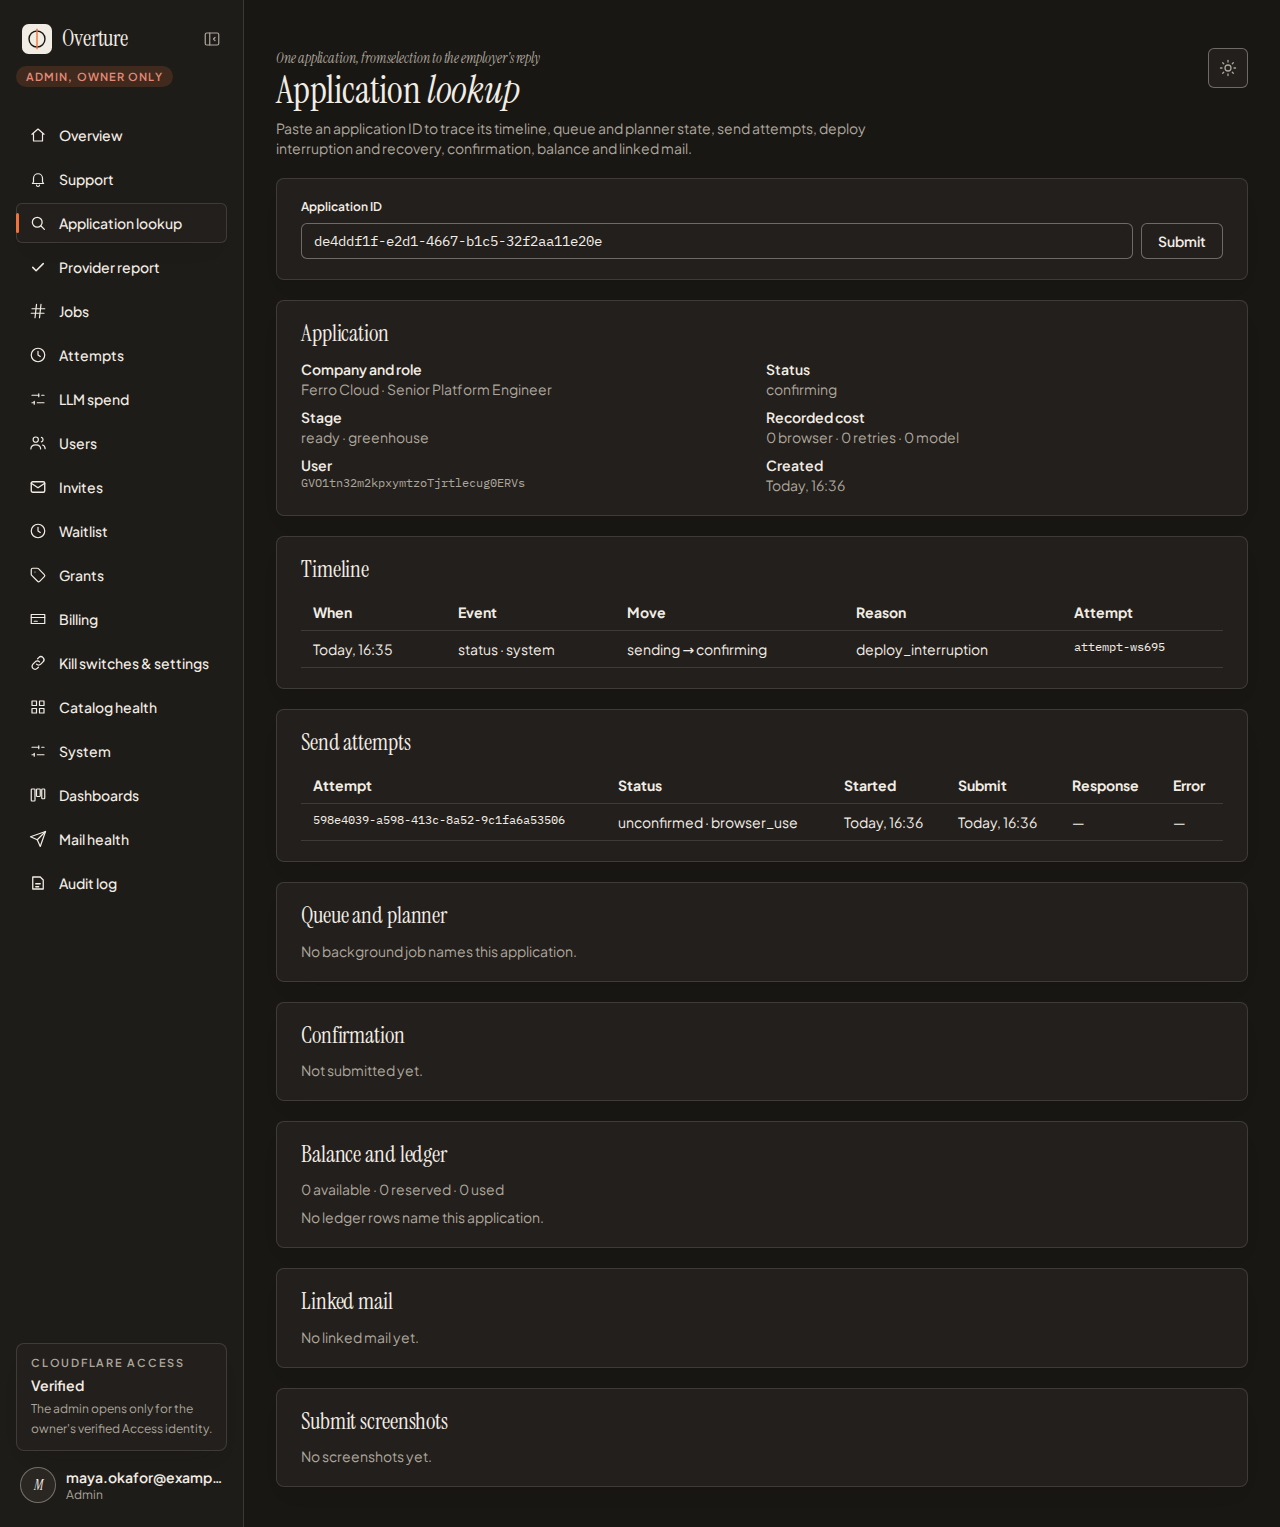 Overture
ADMIN, OWNER ONLY
Overview
Support
Application lookup
Provider report
Jobs
Attempts
LLM spend
Users
Invites
Waitlist
Grants
Billing
Kill switches & settings
Catalog health
System
Dashboards
Mail health
Audit log
CLOUDFLARE ACCESS
Verified
The admin opens only for the
owner's verified Access identity.
M
maya.okafor@examp…
Admin
One application, from selection to the employer's reply
Application lookup
Paste an application ID to trace its timeline, queue and planner state, send attempts, deploy
interruption and recovery, confirmation, balance and linked mail.
Application ID
de4ddf1f-e2d1-4667-b1c5-32f2aa11e20e
Submit
Application
Company and role
Ferro Cloud · Senior Platform Engineer
Status
confirming
Stage
ready · greenhouse
Recorded cost
0 browser · 0 retries · 0 model
User
GVO1tn32m2kpxymtzoTjrtlecug0ERVs
Created
Today, 16:36
Timeline
When Event Move Reason Attempt
Today, 16:35 status · system sending → confirming deploy_interruption attempt-ws695
Send attempts
Attempt Status Started Submit Response Error
598e4039-a598-413c-8a52-9c1fa6a53506 unconfirmed · browser_use Today, 16:36 Today, 16:36 — —
Queue and planner
No background job names this application.
Confirmation
Not submitted yet.
Balance and ledger
0 available · 0 reserved · 0 used
No ledger rows name this application.
Linked mail
No linked mail yet.
Submit screenshots
No screenshots yet.